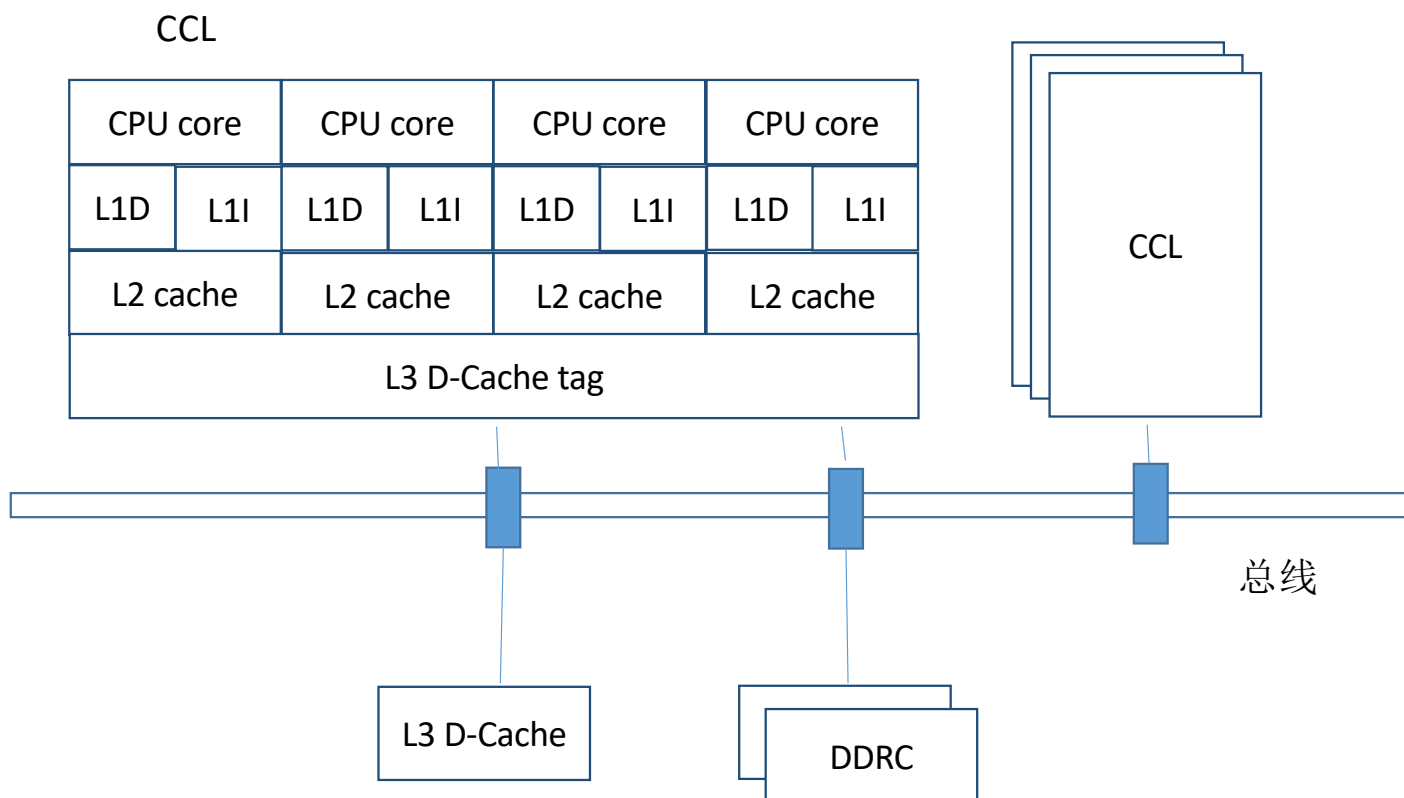 CCL
CPU core CPU core CPU core CPU core
L1D L1I L1D L1I L1D L1I L1D L1I
L2 cache L2 cache L2 cache L2 cache
L3 D-Cache tag
CCL
总线
L3 D-Cache
DDRC